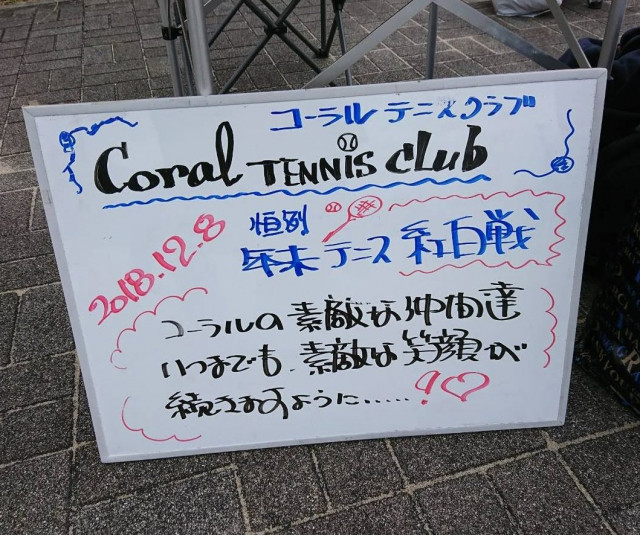 コーラルテニスクラブ
Coral TENNIS cLub
2018.12.8
恒例
年末テニス 紅白戦
コーラルの素敵な仲間達
いつまでも、素敵な笑顔が
続きますように.....!♡